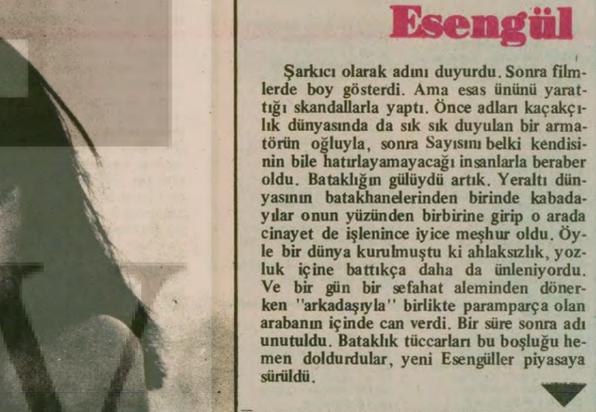 Esengül
Şarkıcı olarak adını duyurdu. Sonra film-
lerde boy gösterdi. Ama esas ününü yarat-
tığı skandallarla yaptı. Önce adları kaçakçı-
lık dünyasında da sık sık duyulan bir arma-
törün oğluyla, sonra Sayısını belki kendisi-
nin bile hatırlayamayacağı insanlarla beraber
oldu. Bataklığın gülüydü artık. Yeraltı dün-
yasının batakhanelerinden birinde kabada-
yılar onun yüzünden birbirine girip o arada
cinayet de işlenince iyice meşhur oldu. Öy-
le bir dünya kurulmuştu ki ahlaksızlık, yoz-
luk içine battıkça daha da ünleniyordu.
Ve bir gün bir sefahat aleminden döner-
ken "arkadaşıyla" birlikte paramparça olan
arabanın içinde can verdi. Bir süre sonra adı
unutuldu. Bataklık tüccarları bu boşluğu he-
men doldurdular, yeni Esengüller piyasaya
sürüldü.